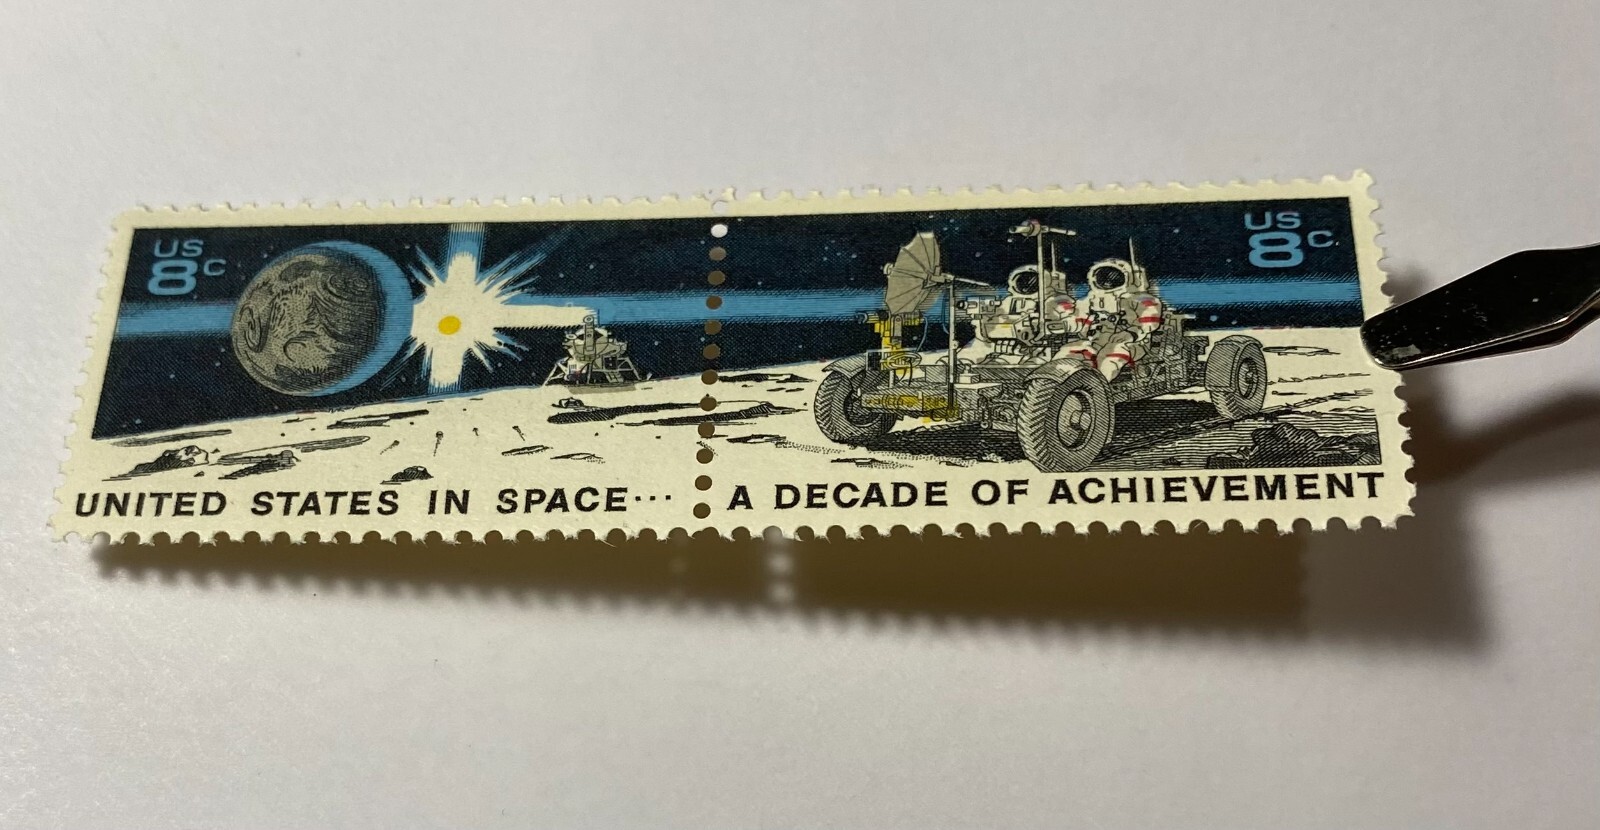 US
8c
US
8c
UNITED STATES IN SPACE... A DECADE OF ACHIEVEMENT